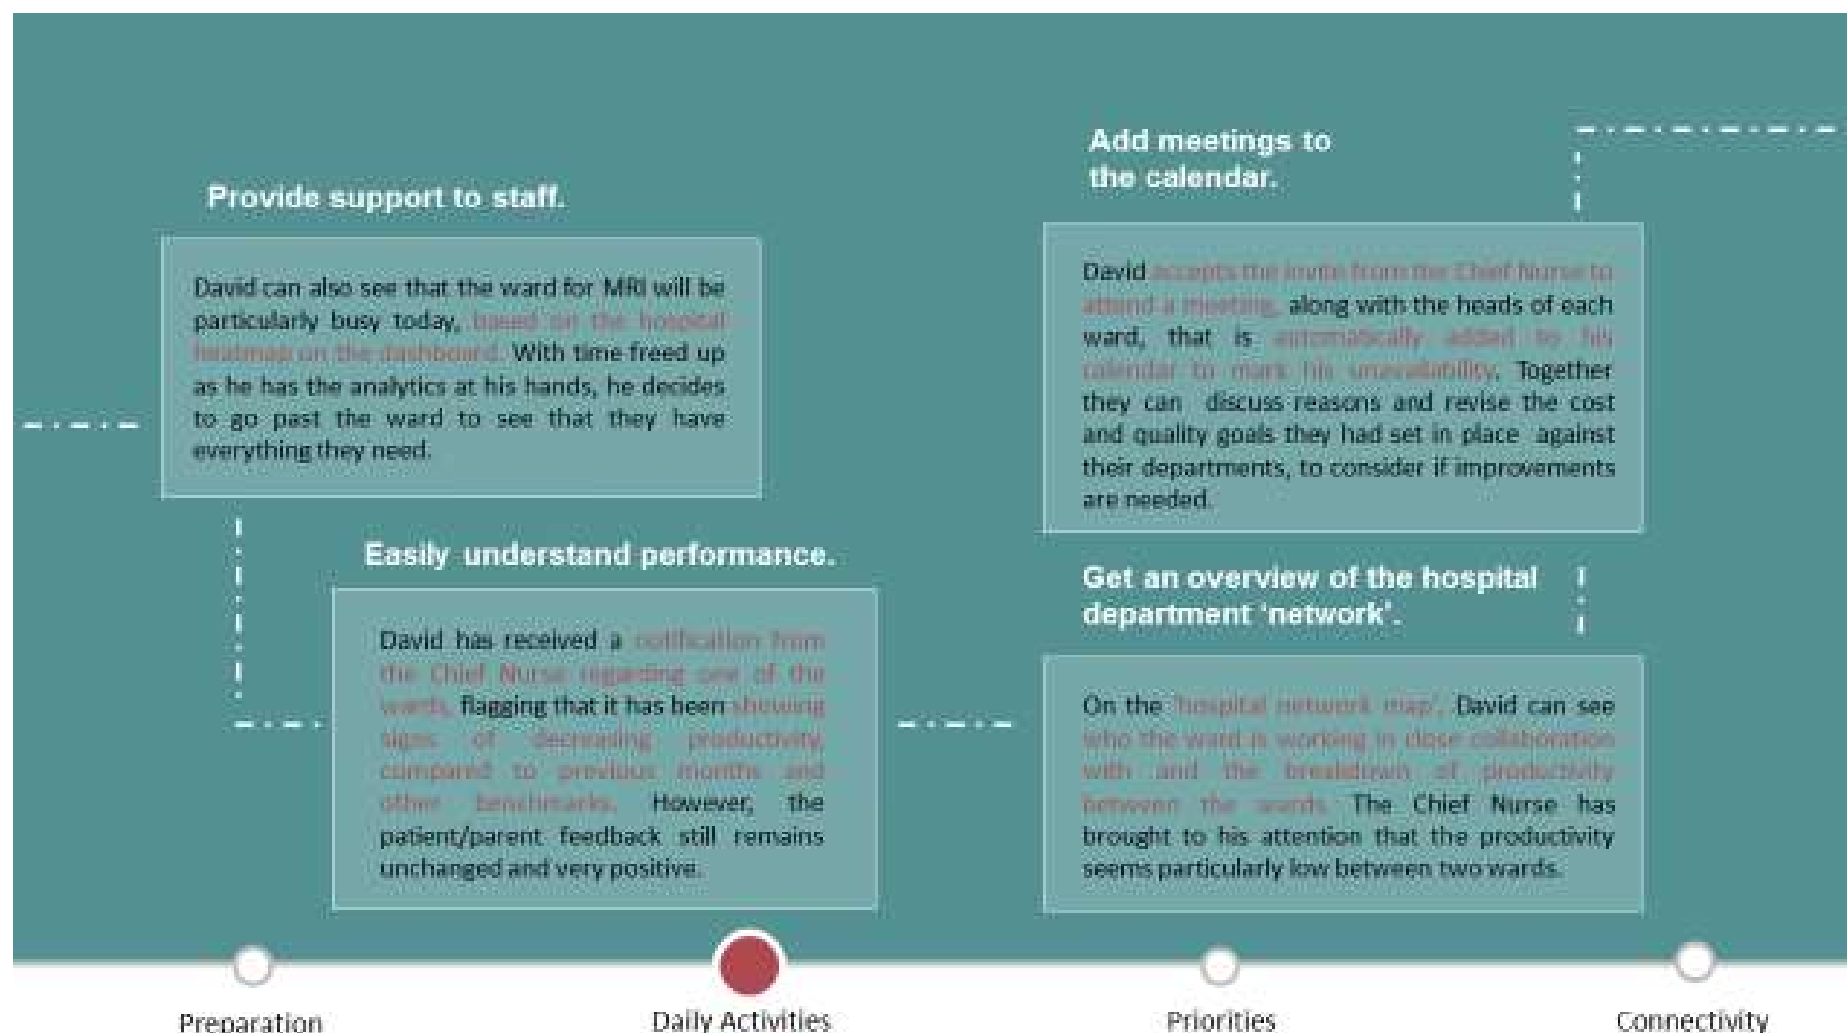 Provide support to staff.
David can also see that the ward for MRI will be
particularly busy today, based on the hospital
heatmap on the dashboard. With time freed up
as he has the analytics at his hands, he decides
to go past the ward to see that they have
everything they need.
Easily understand performance.
David has received a notification from
the Chief Nurse regarding one of the
wards, flagging that it has been showing
signs of decreasing productivity,
compared to previous months and
other benchmarks. However, the
patient/parent feedback still remains
unchanged and very positive.
Add meetings to
the calendar.
David accepts the invite from the Chief Nurse to
attend a meeting, along with the heads of each
ward, that is automatically added to his
calendar to mark his unavailability. Together
they can discuss reasons and revise the cost
and quality goals they had set in place against
their departments, to consider if improvements
are needed.
Get an overview of the hospital
department ‘network’.
On the ‘hospital network map’, David can see
who the ward is working in close collaboration
with and the breakdown of productivity
between the wards. The Chief Nurse has
brought to his attention that the productivity
seems particularly low between two wards.
Preparation
Daily Activities
Priorities
Connectivity